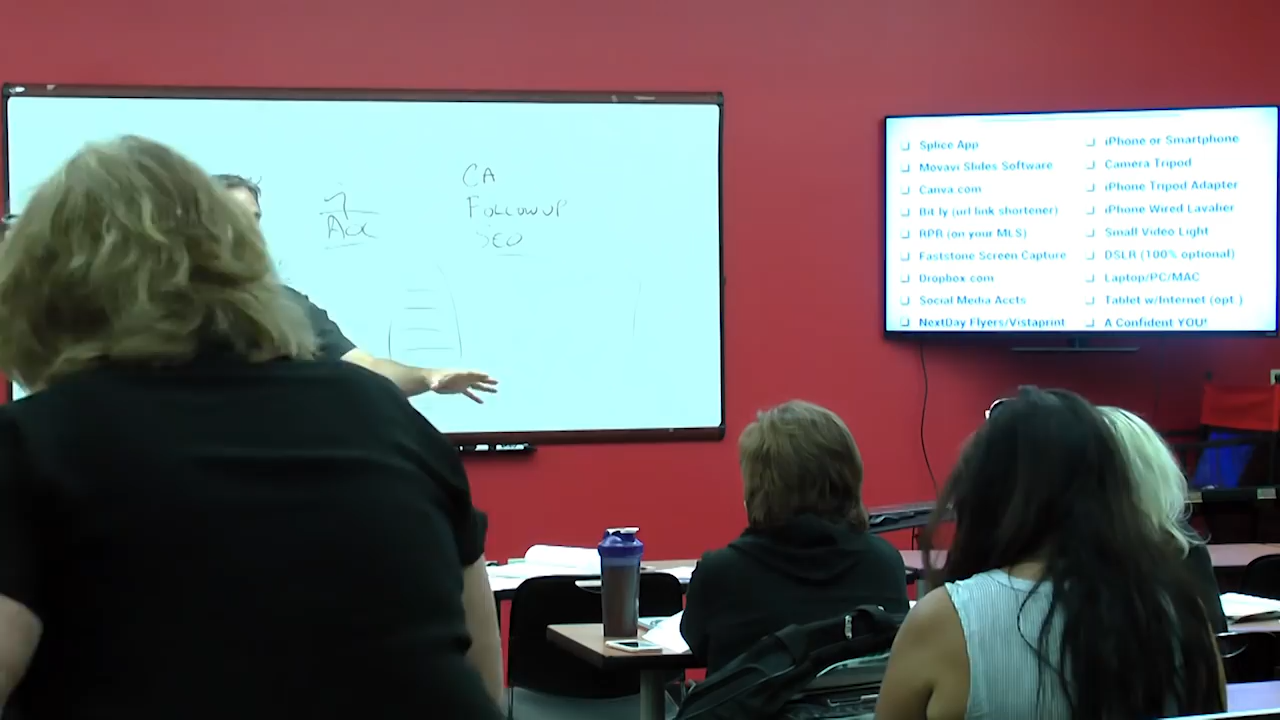 CA
Follow up
SEO
Splice App
Movavi Slides Software
Canva.com
Bit.ly (url link shortener)
RPR (on your MLS)
Faststone Screen Capture
Dropbox.com
Social Media Accts
NextDay Flyers/Vistaprint
iPhone or Smartphone
Camera Tripod
iPhone Tripod Adapter
iPhone Wired Lavalier
Small Video Light
DSLR (100% optional)
Laptop/PC/MAC
Tablet w/Internet (opt.)
A Confident YOU!